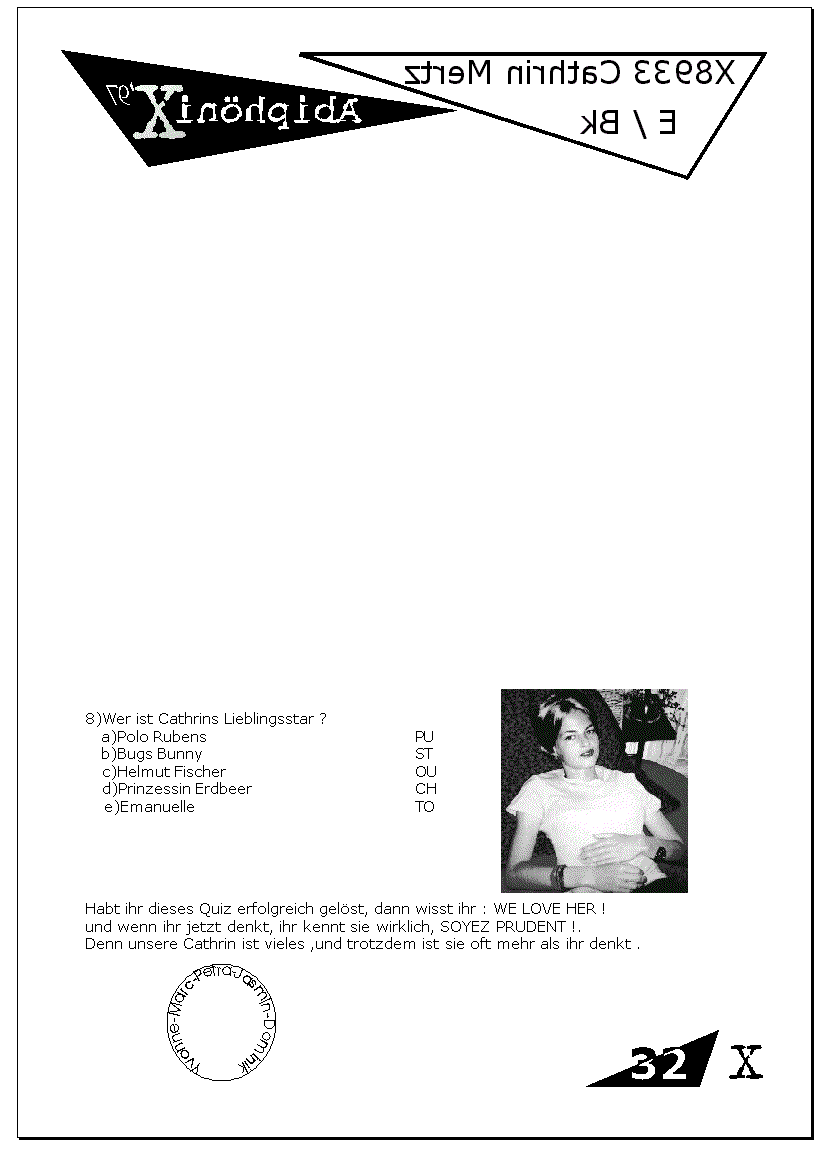 Abiphönix '97
X8933 Cathrin Mertz
E / Bk
8)Wer ist Cathrins Lieblingsstar ?
a)Polo Rubens PU
b)Bugs Bunny ST
c)Helmut Fischer OU
d)Prinzessin Erdbeer CH
e)Emanuelle TO
Habt ihr dieses Quiz erfolgreich gelöst, dann wisst ihr : WE LOVE HER !
und wenn ihr jetzt denkt, ihr kennt sie wirklich, SOYEZ PRUDENT !.
Denn unsere Cathrin ist vieles ,und trotzdem ist sie oft mehr als ihr denkt .
Yvonne-Marc-Petra-Jasmin-Dominik
32 X